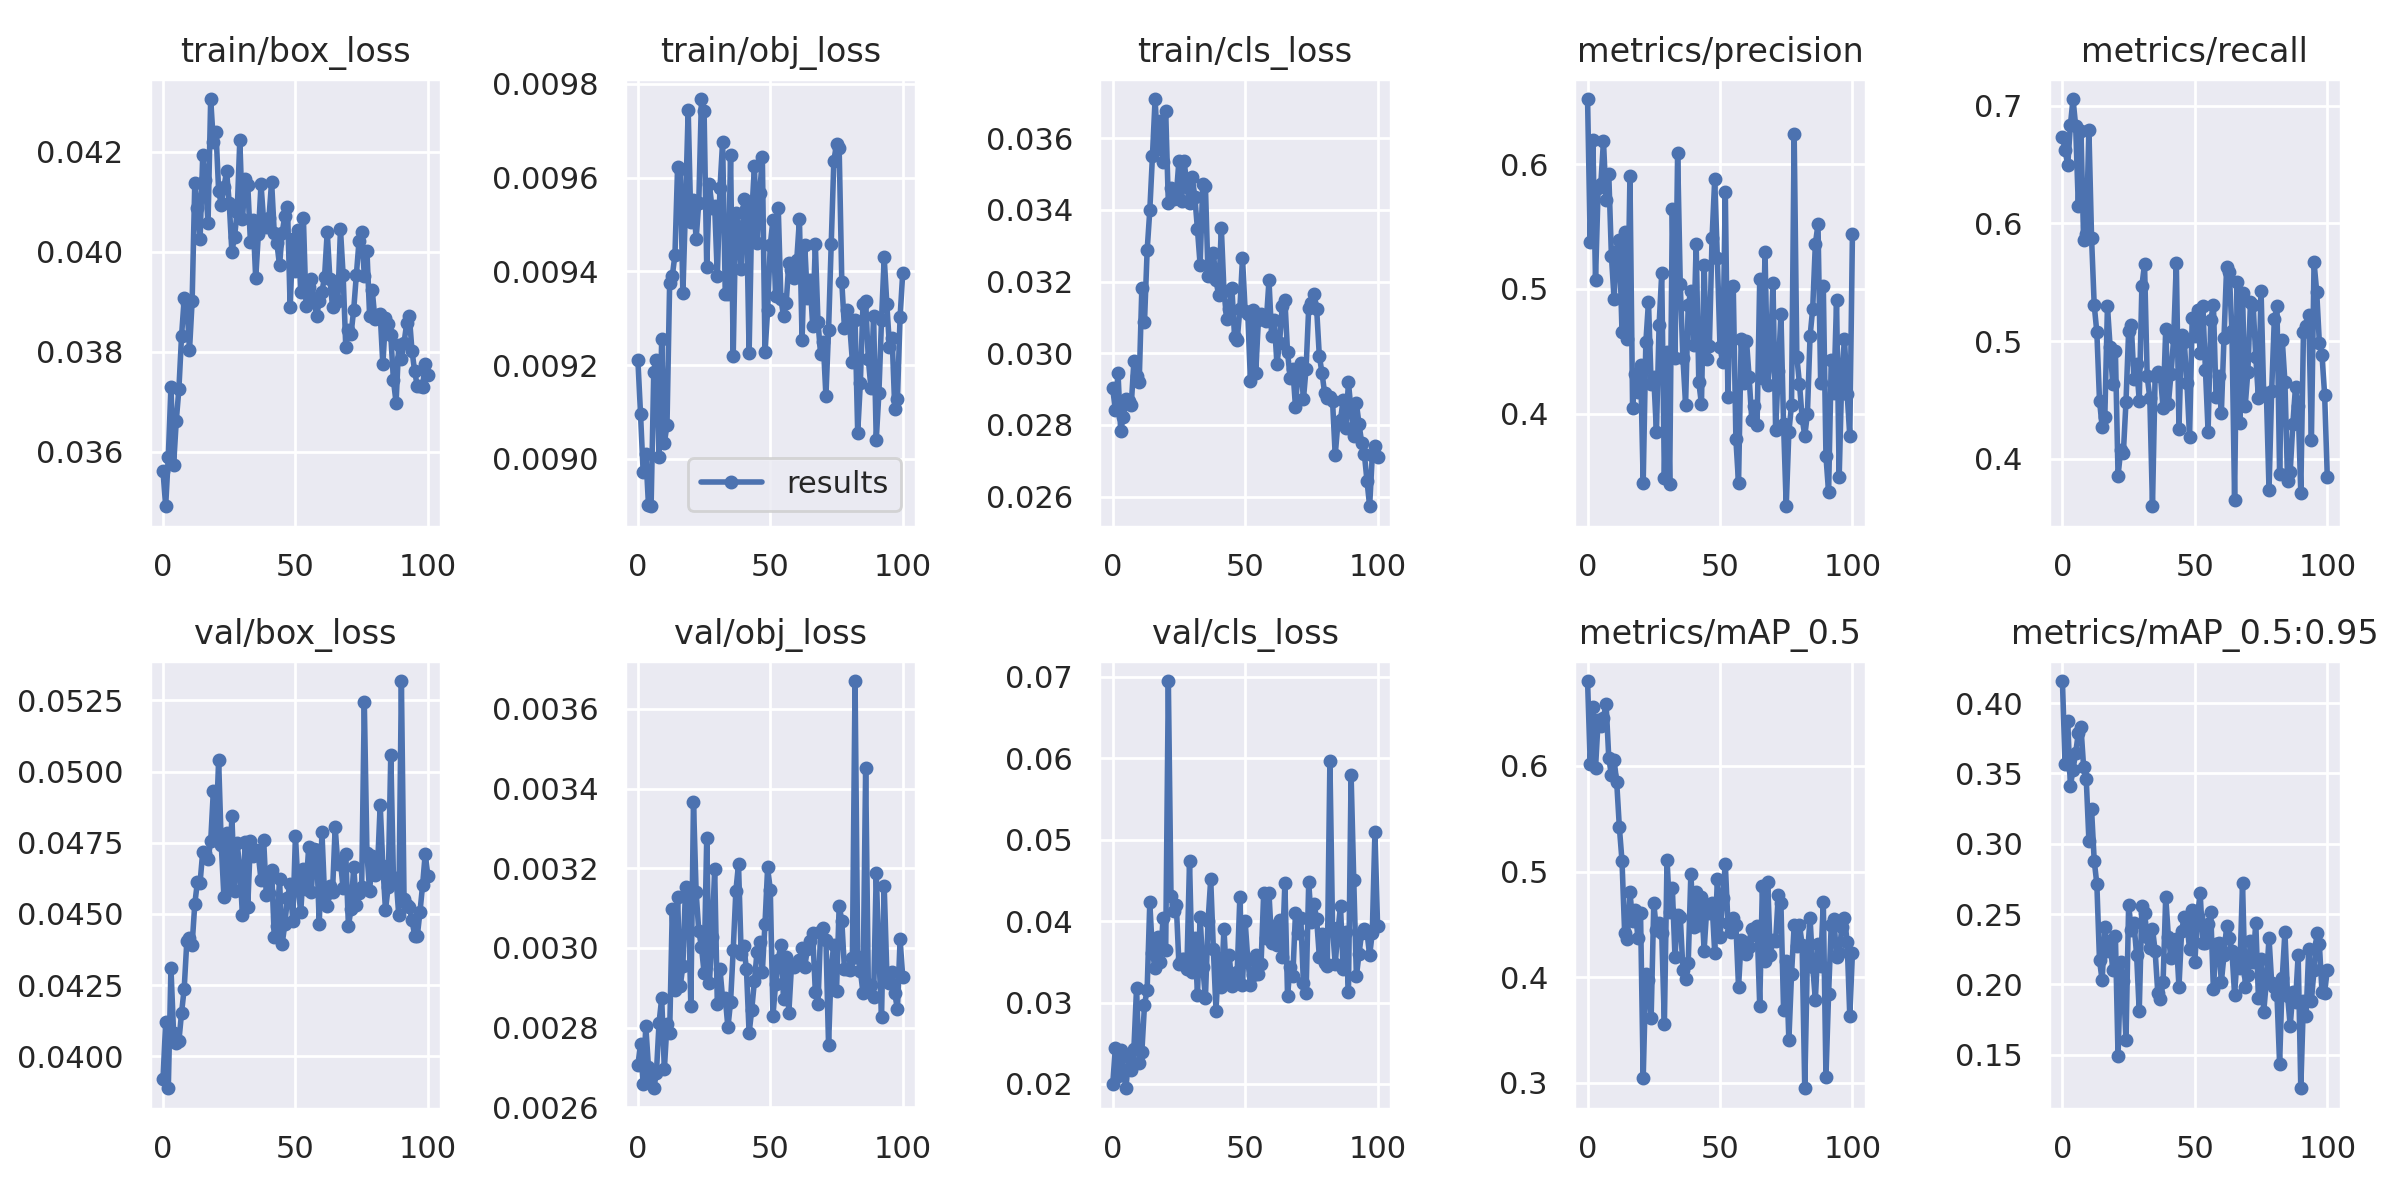 train/box_loss
train/obj_loss
train/cls_loss
metrics/precision
metrics/recall
0.042
0.040
0.038
0.036
0 50 100
0.0098
0.0096
0.0094
0.0092
0.0090
results
0 50 100
0.036
0.034
0.032
0.030
0.028
0.026
0 50 100
0.6
0.5
0.4
0 50 100
0.7
0.6
0.5
0.4
0 50 100
val/box_loss
val/obj_loss
val/cls_loss
metrics/mAP_0.5
metrics/mAP_0.5:0.95
0.0525
0.0500
0.0475
0.0450
0.0425
0.0400
0 50 100
0.0036
0.0034
0.0032
0.0030
0.0028
0.0026
0 50 100
0.07
0.06
0.05
0.04
0.03
0.02
0 50 100
0.6
0.5
0.4
0.3
0 50 100
0.40
0.35
0.30
0.25
0.20
0.15
0 50 100